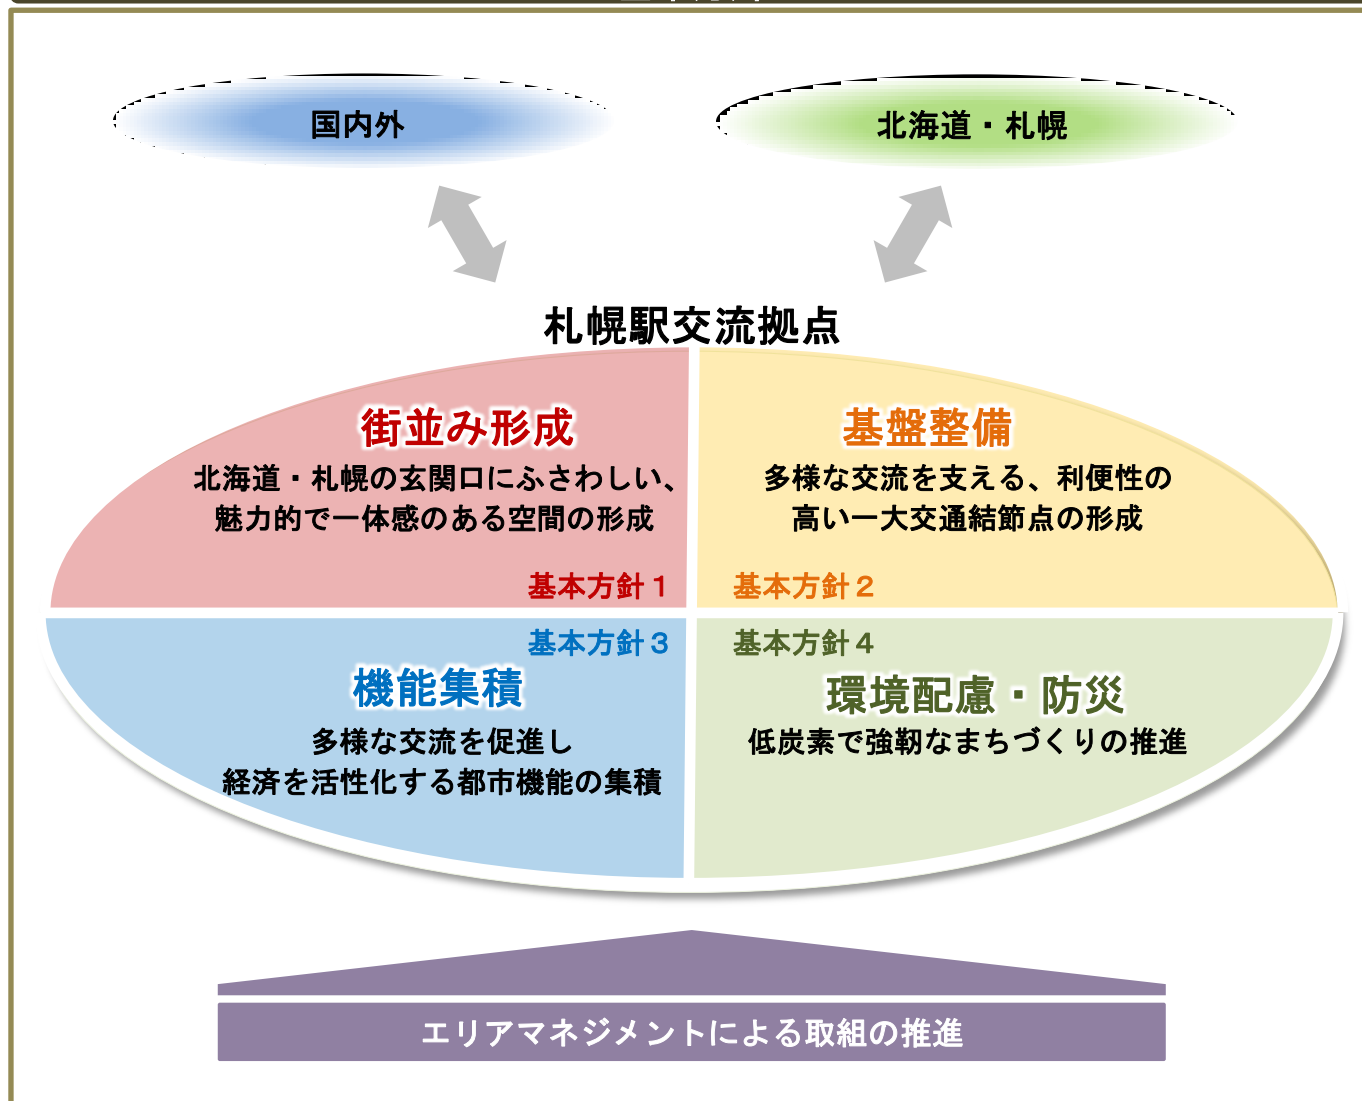 国内外
北海道・札幌
札幌駅交流拠点
街並み形成
北海道・札幌の玄関口にふさわしい、
魅力的で一体感のある空間の形成
基本方針１
基盤整備
多様な交流を支える、利便性の
高い一大交通結節点の形成
基本方針２
基本方針３
機能集積
多様な交流を促進し
経済を活性化する都市機能の集積
基本方針４
環境配慮・防災
低炭素で強靭なまちづくりの推進
エリアマネジメントによる取組の推進